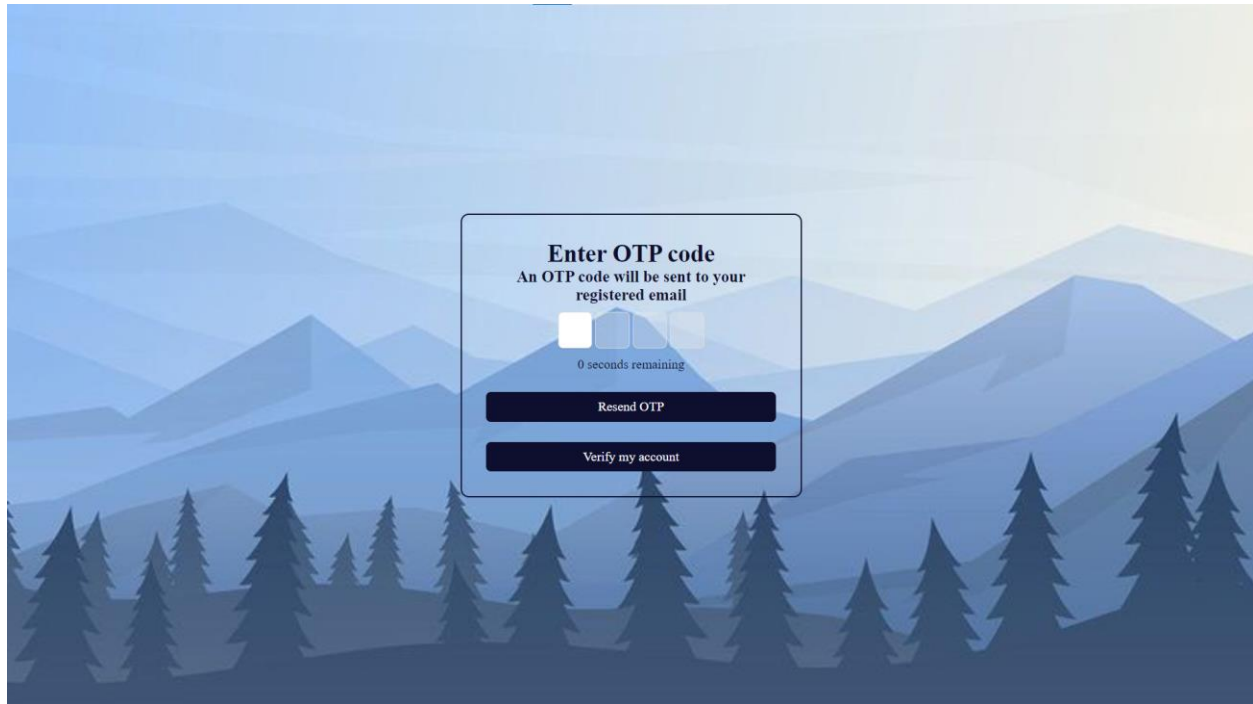 Enter OTP code
An OTP code will be sent to your
registered email
0 seconds remaining
Resend OTP
Verify my account